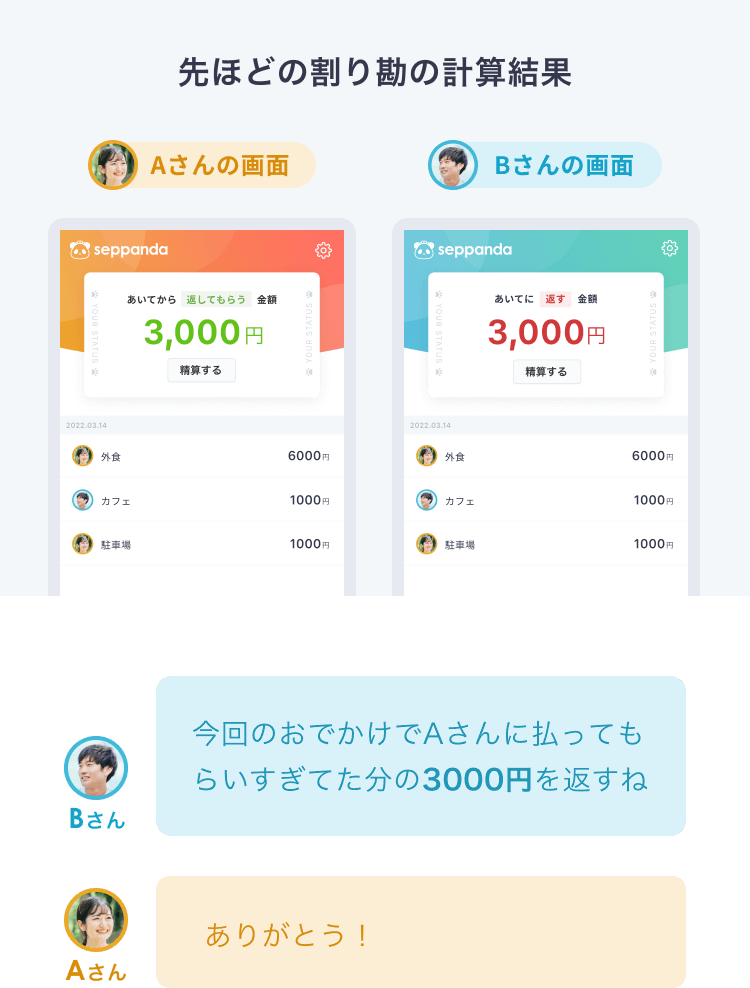 先ほどの割り勘の計算結果
Aさんの画面
Bさんの画面
seppanda
あいてから 返してもらう 金額
3,000円
精算する
YOUR STATUS
YOUR STATUS
2022.03.14
外食 6000円
カフェ 1000円
駐車場 1000円
seppanda
あいてに 返す 金額
3,000円
精算する
YOUR STATUS
YOUR STATUS
2022.03.14
外食 6000円
カフェ 1000円
駐車場 1000円
今回のおでかけでAさんに払っても
らいすぎてた分の3000円を返すね
Bさん
ありがとう！
Aさん